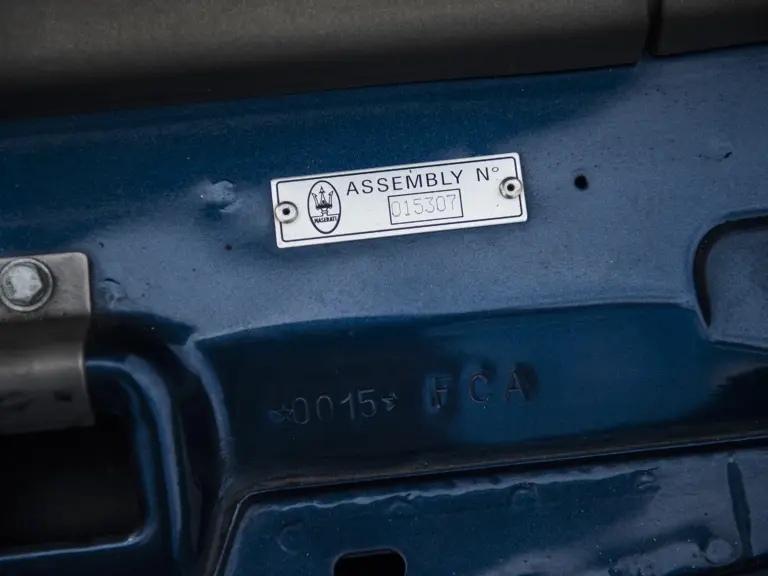 ASSEMBLY N°
MASERATI
015307
☆0015☆ FCA